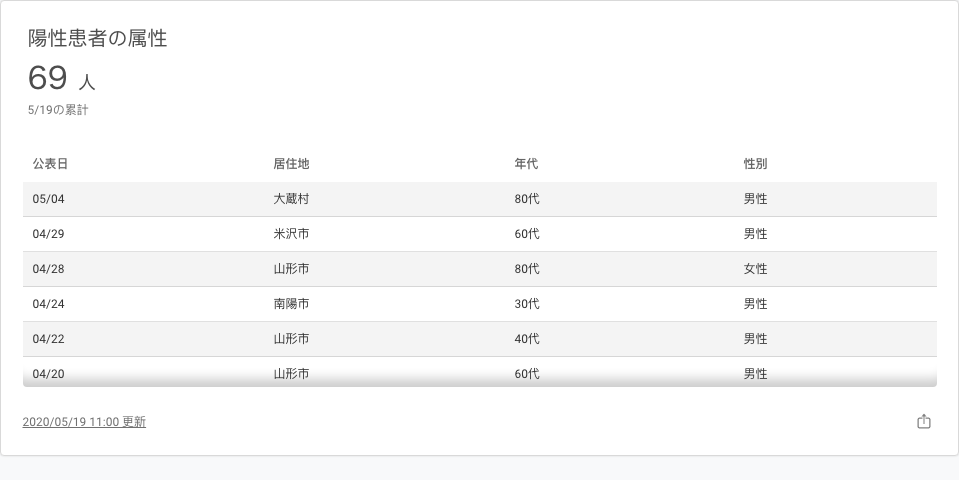 陽性患者の属性
69 人
5/19の累計
公表日 居住地 年代 性別
05/04 大蔵村 80代 男性
04/29 米沢市 60代 男性
04/28 山形市 80代 女性
04/24 南陽市 30代 男性
04/22 山形市 40代 男性
04/20 山形市 60代 男性
2020/05/19 11:00 更新